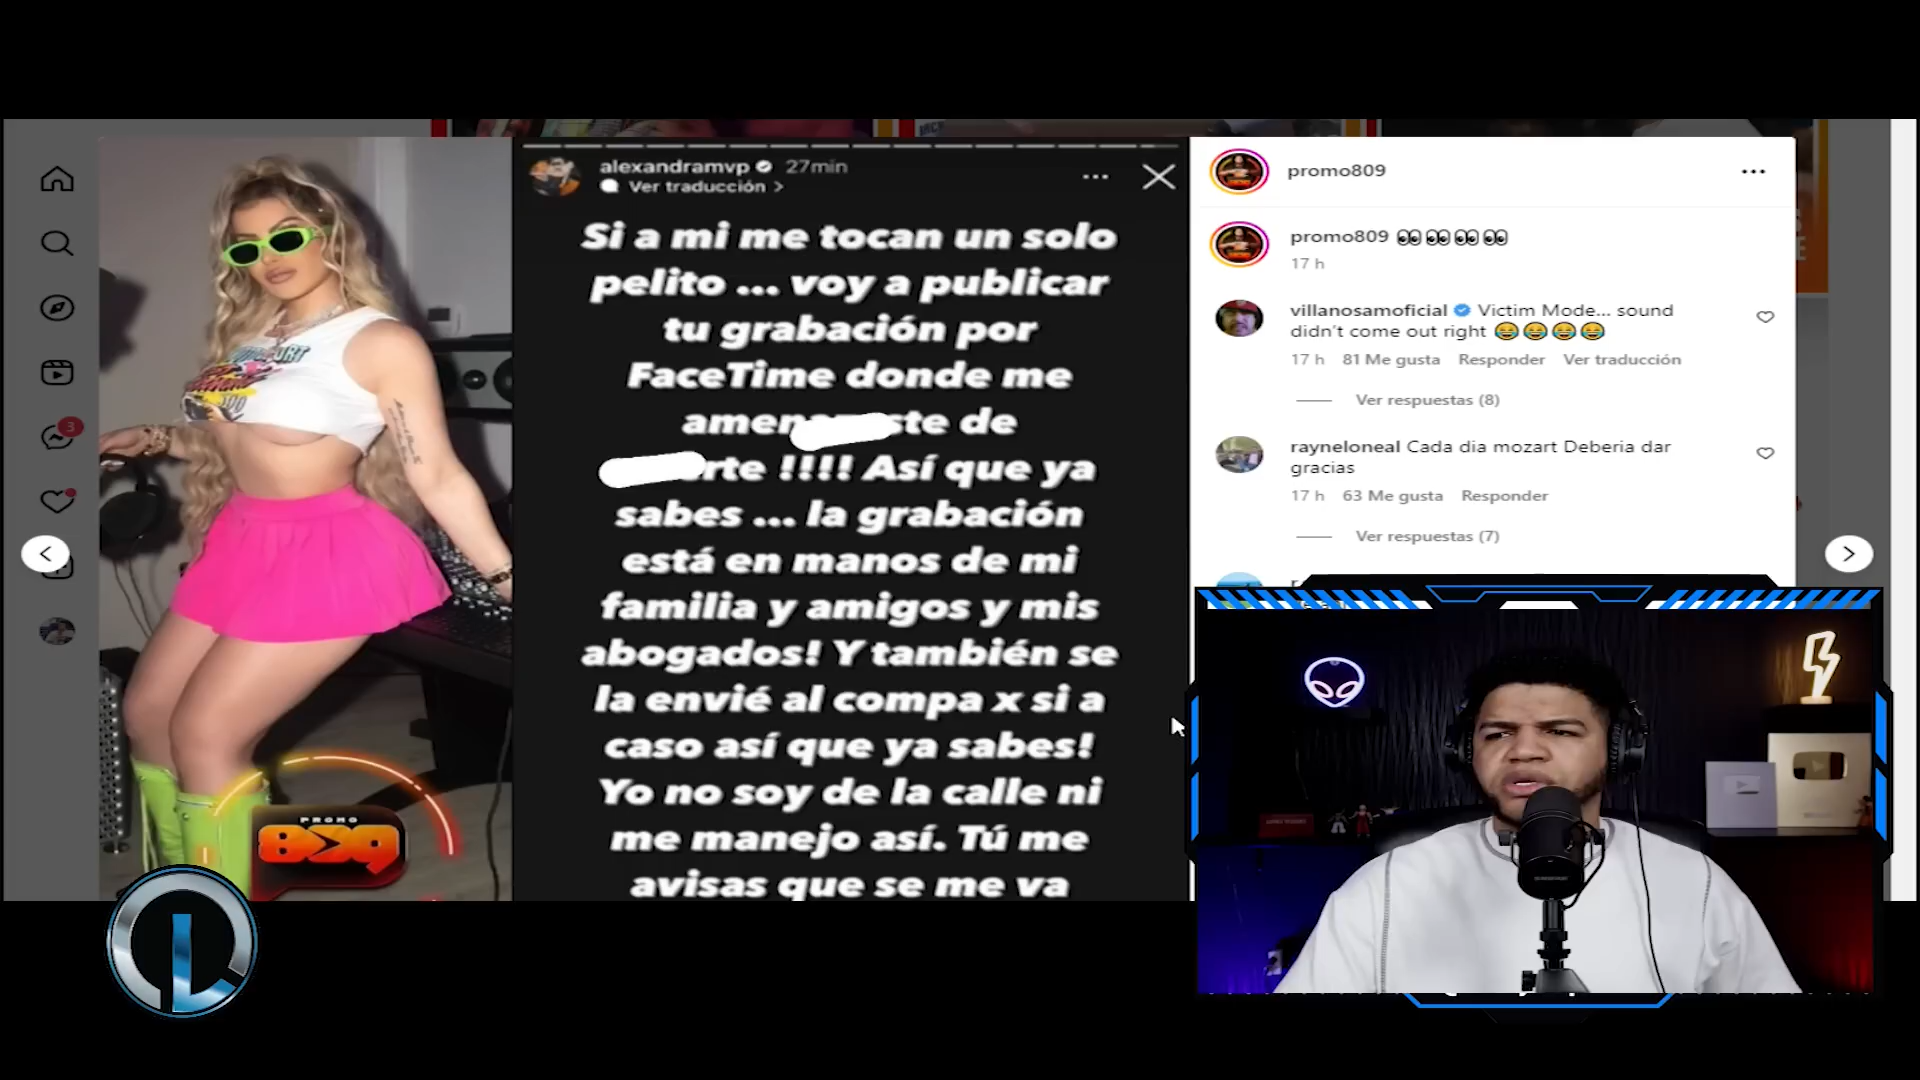 alexandramvp 27min
Ver traducción >
Si a mi me tocan un solo
pelito ... voy a publicar
tu grabación por
FaceTime donde me
amen ste de
rte !!!! Así que ya
sabes ... la grabación
está en manos de mi
familia y amigos y mis
abogados! Y también se
la envié al compa x si a
caso así que ya sabes!
Yo no soy de la calle ni
me manejo así. Tú me
avisas que se me va
promo809
promo809 👀👀👀👀
17 h
villanosamoficial Victim Mode... sound
didn't come out right 😂😂😂😂
17 h 81 Me gusta Responder Ver traducción
Ver respuestas (8)
rayneloneal Cada dia mozart Deberia dar
gracias
17 h 63 Me gusta Responder
Ver respuestas (7)
3
PROMO
809